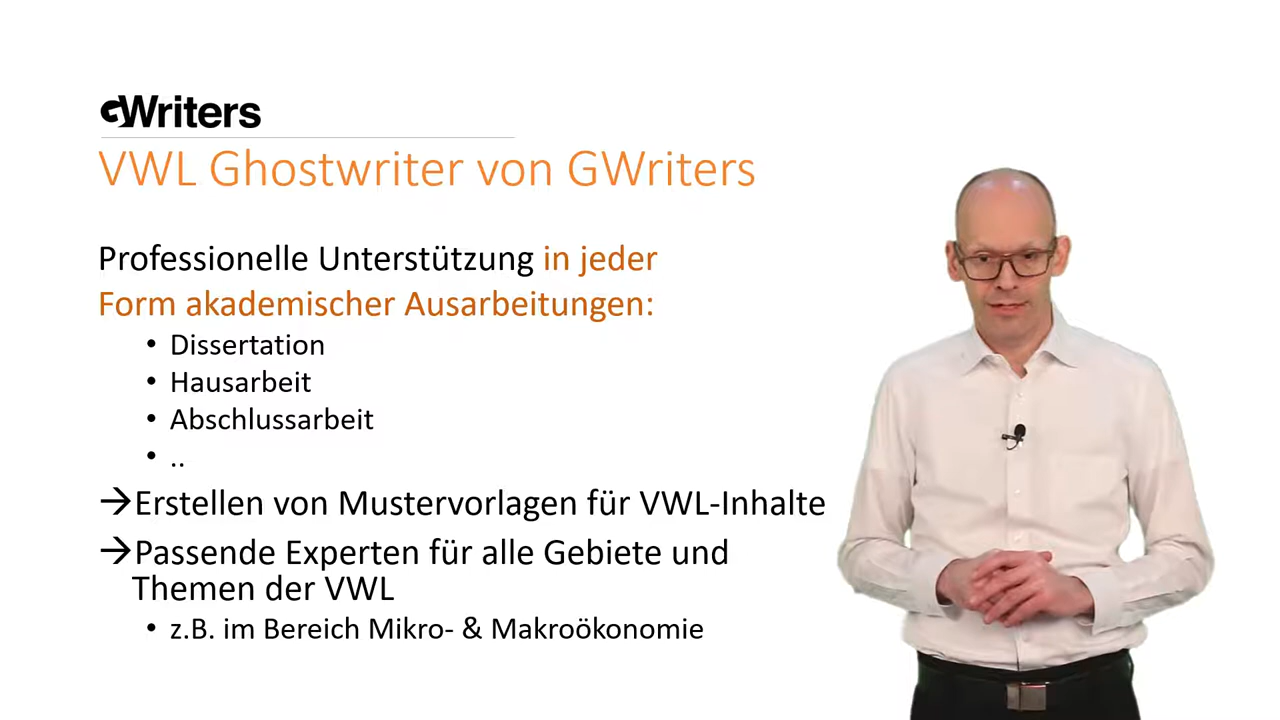 GWriters
VWL Ghostwriter von GWriters
Professionelle Unterstützung in jeder
Form akademischer Ausarbeitungen:
• Dissertation
• Hausarbeit
• Abschlussarbeit
• ..
→Erstellen von Mustervorlagen für VWL-Inhalte
→Passende Experten für alle Gebiete und
Themen der VWL
• z.B. im Bereich Mikro- & Makroökonomie